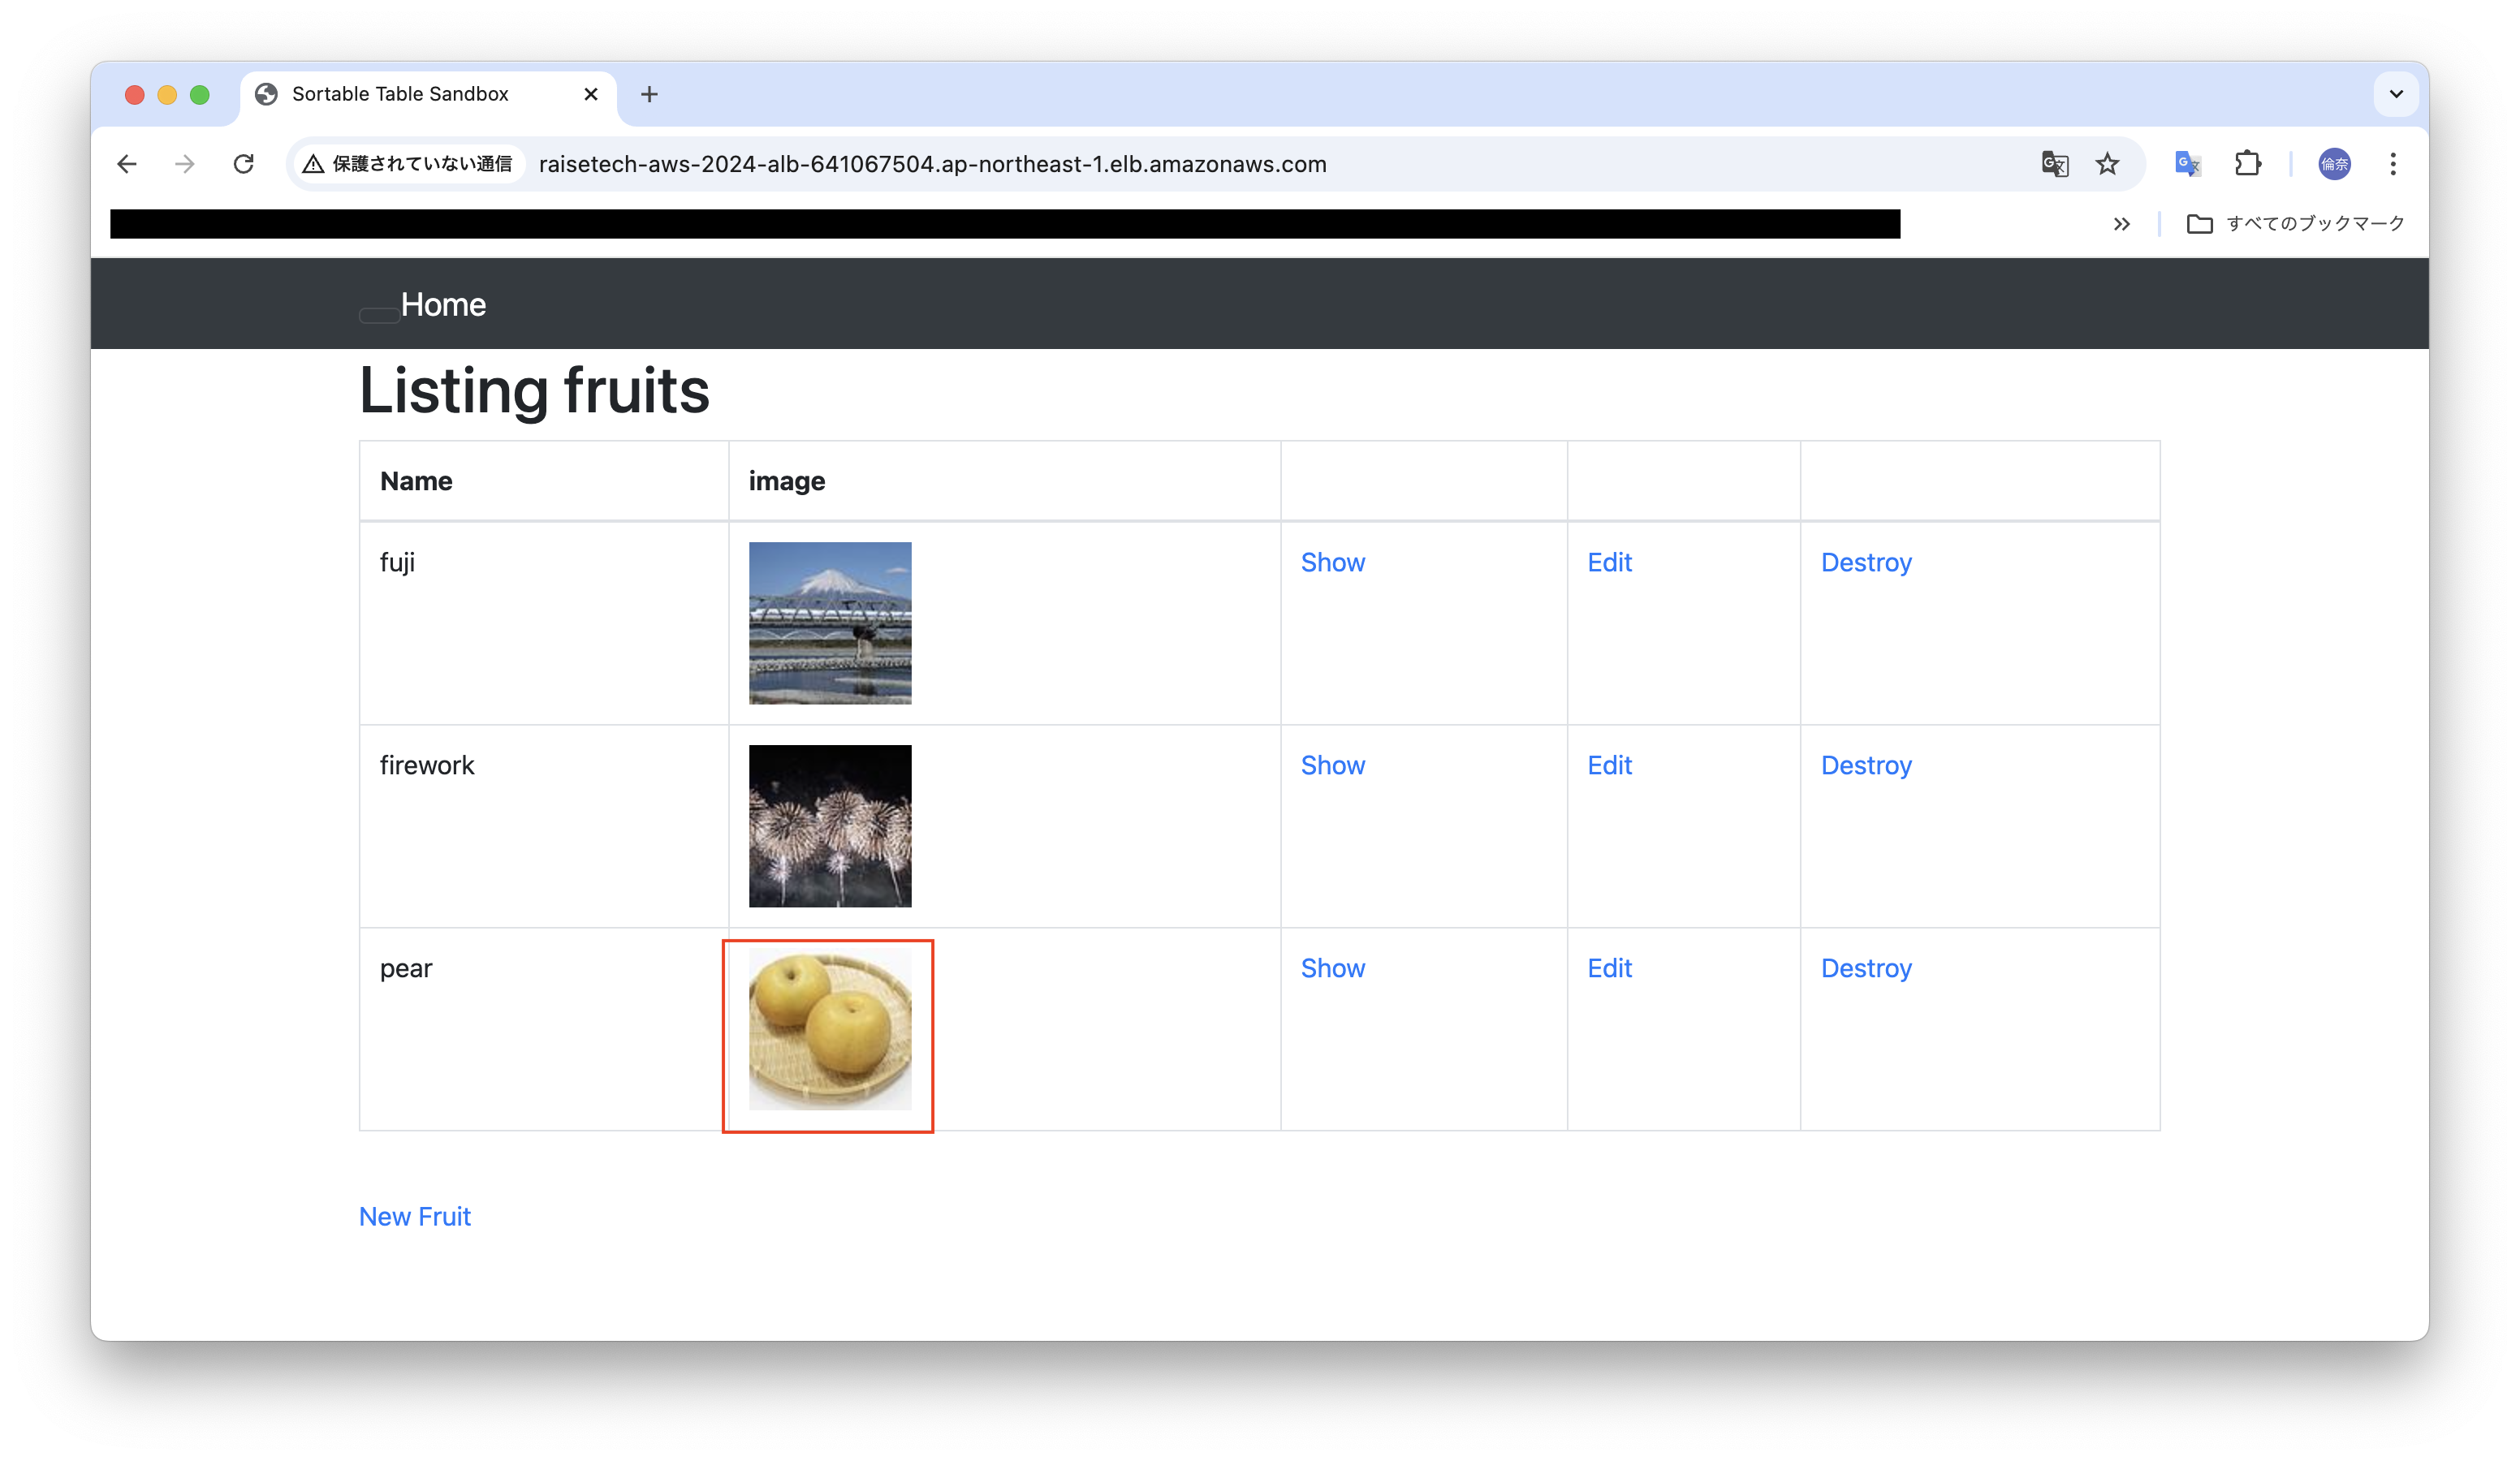 Sortable Table Sandbox
保護されていない通信 raisetech-aws-2024-alb-641067504.ap-northeast-1.elb.amazonaws.com 倫奈
すべてのブックマーク
Home
Listing fruits
Name image
fuji Show Edit Destroy
firework Show Edit Destroy
pear Show Edit Destroy
New Fruit